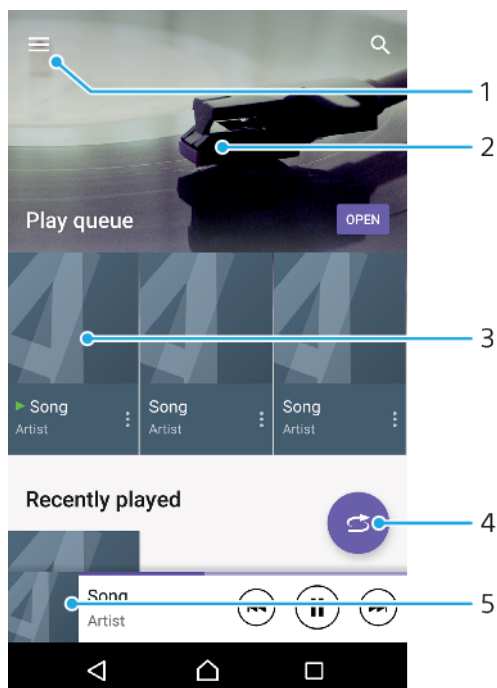 1
2
Play queue
OPEN
3
Song
Artist
Song
Artist
Song
Artist
Recently played
4
Song
Artist
5